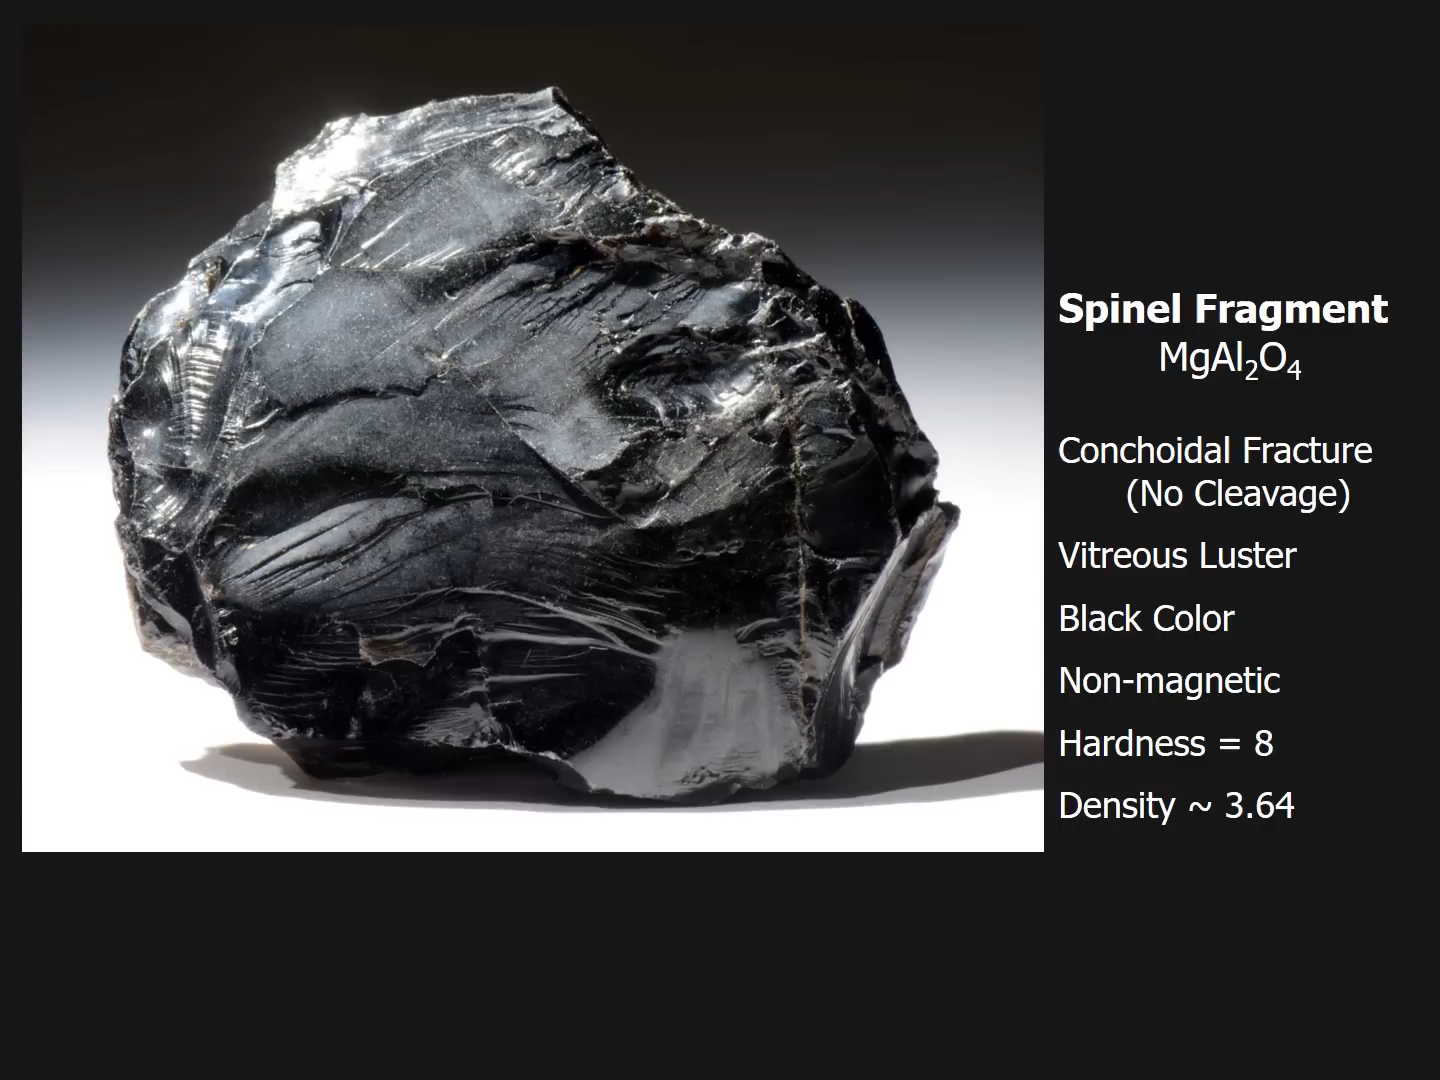 Spinel Fragment
MgAl₂O₄
Conchoidal Fracture
(No Cleavage)
Vitreous Luster
Black Color
Non-magnetic
Hardness = 8
Density ~ 3.64